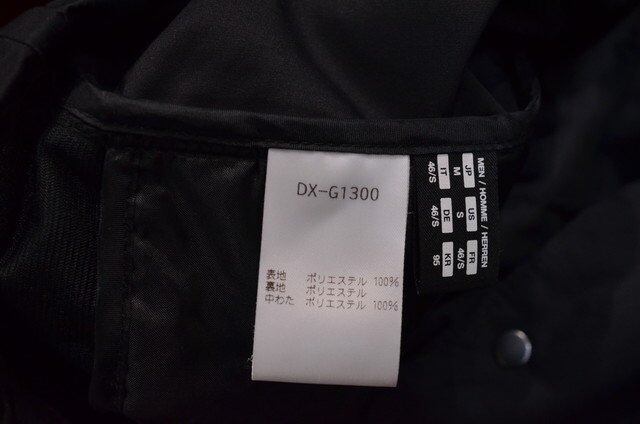 DX-G1300
表地 ポリエステル 100%
裏地 ポリエステル
中わた ポリエステル 100%
MEN / HOMME / HERREN
JP M US S FR 46/S
IT 46/S DE 46/S KR 95